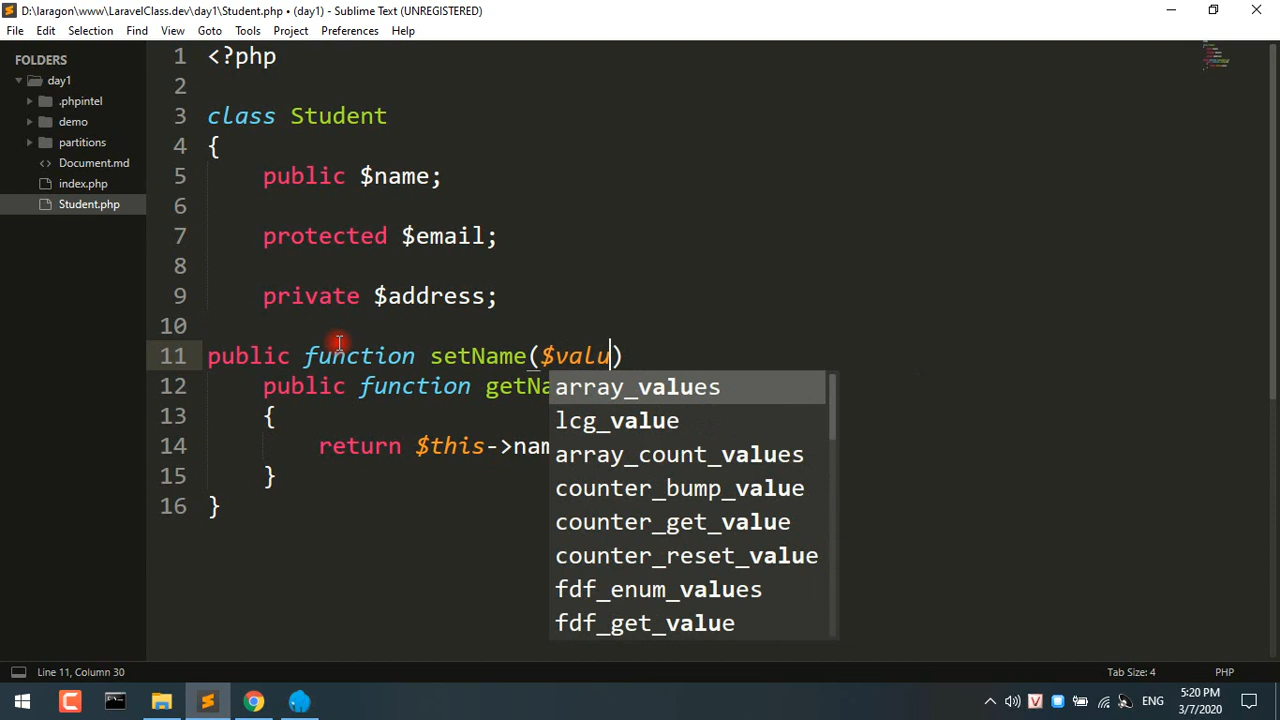 D:\laragon\www\LaravelClass.dev\day1\Student.php • (day1) - Sublime Text (UNREGISTERED)
File Edit Selection Find View Goto Tools Project Preferences Help
FOLDERS
day1
.phpintel
demo
partitions
Document.md
index.php
Student.php
1 <?php
2
3 class Student
4 {
5 public $name;
6
7 protected $email;
8
9 private $address;
10
11 public function setName($valu)
12 public function getNa
13 {
14 return $this->nam
15 }
16 }
array_values
lcg_value
array_count_values
counter_bump_value
counter_get_value
counter_reset_value
fdf_enum_values
fdf_get_value
Line 11, Column 30 Tab Size: 4 PHP
ENG 5:20 PM
3/7/2020